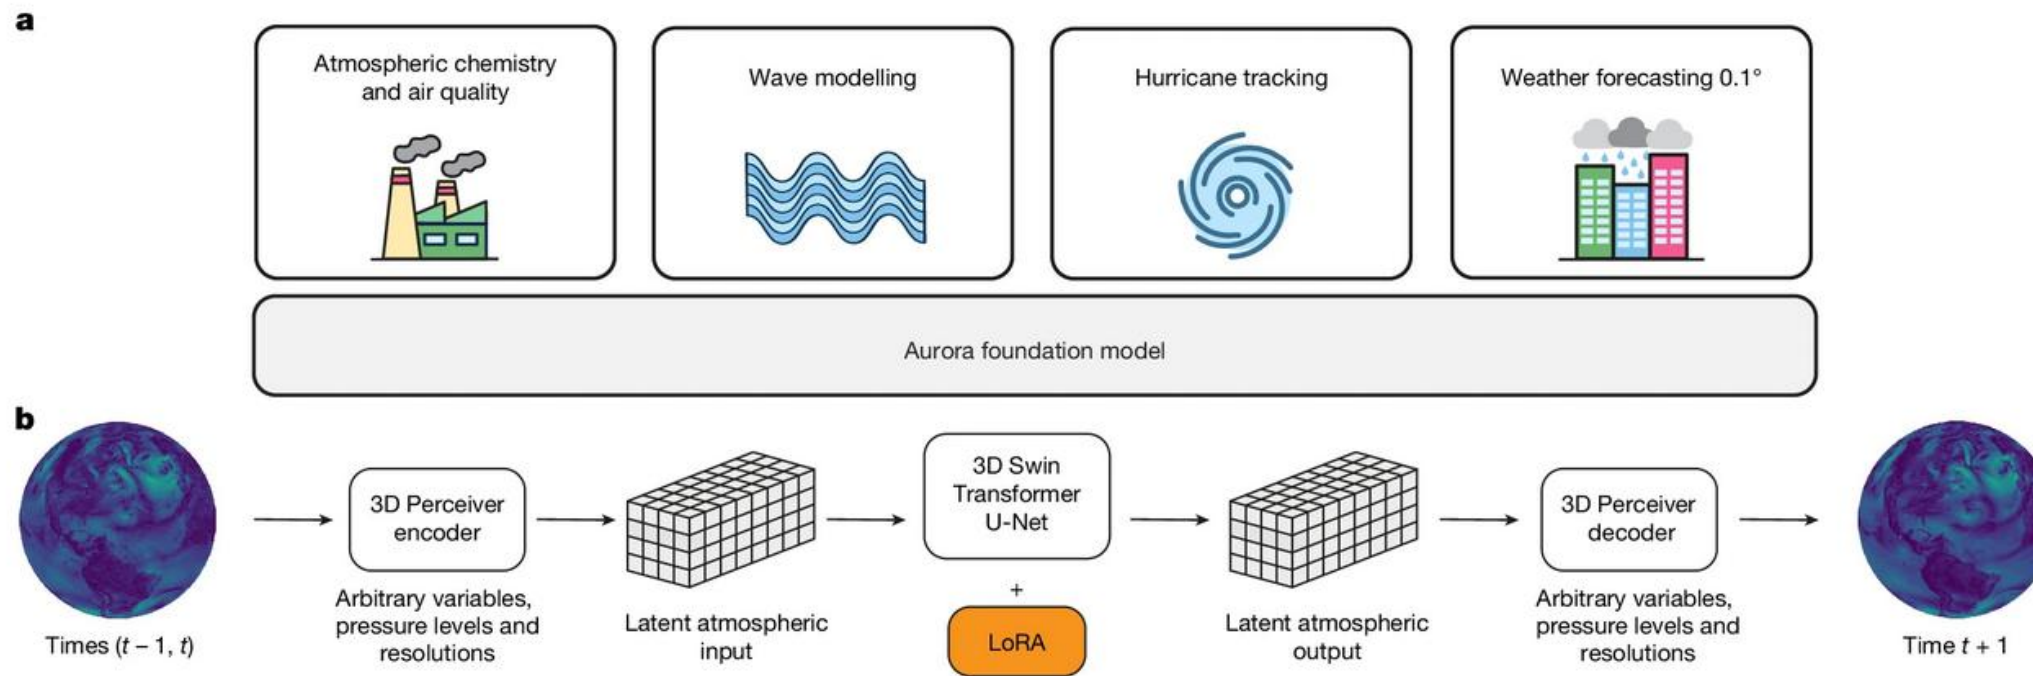 a
Atmospheric chemistry
and air quality
Wave modelling
Hurricane tracking
Weather forecasting 0.1°
Aurora foundation model
b
Times (t – 1, t)
3D Perceiver
encoder
Arbitrary variables,
pressure levels and
resolutions
Latent atmospheric
input
3D Swin
Transformer
U-Net
+
LoRA
Latent atmospheric
output
3D Perceiver
decoder
Arbitrary variables,
pressure levels and
resolutions
Time t + 1